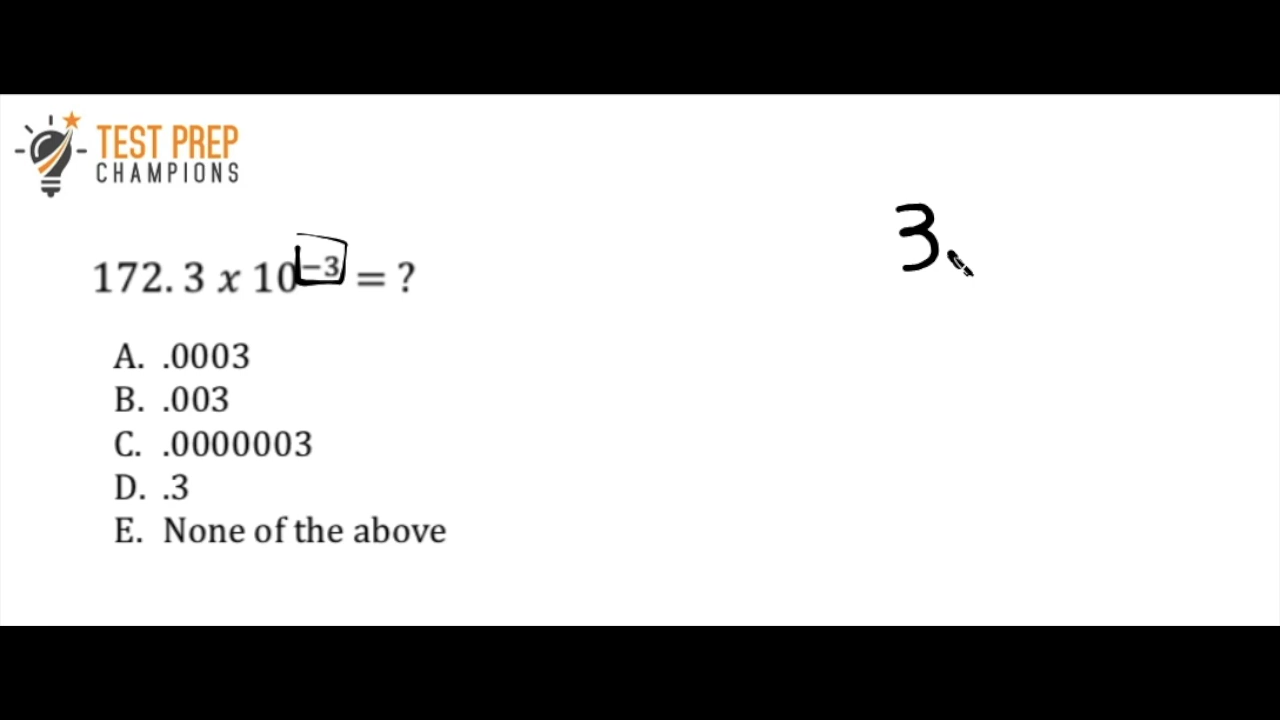 TEST PREP
CHAMPIONS
3.
172. 3 x 10⁻³ = ?
A. .0003
B. .003
C. .0000003
D. .3
E. None of the above